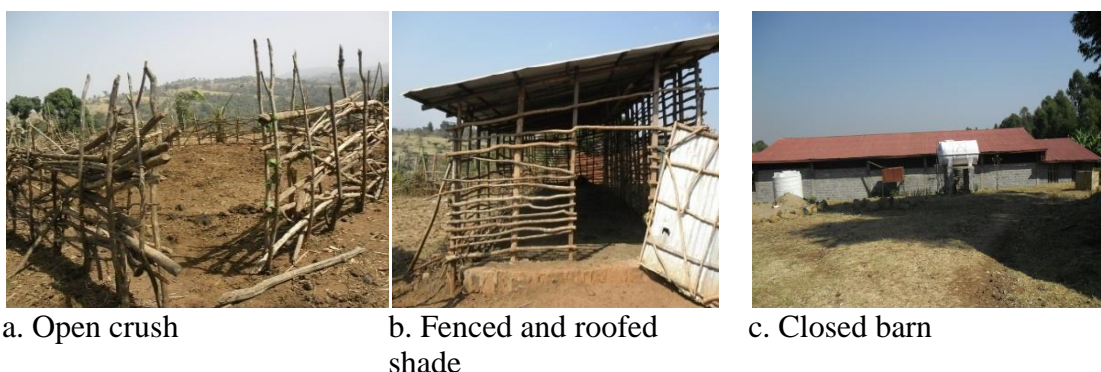 a. Open crush
b. Fenced and roofed
shade
c. Closed barn